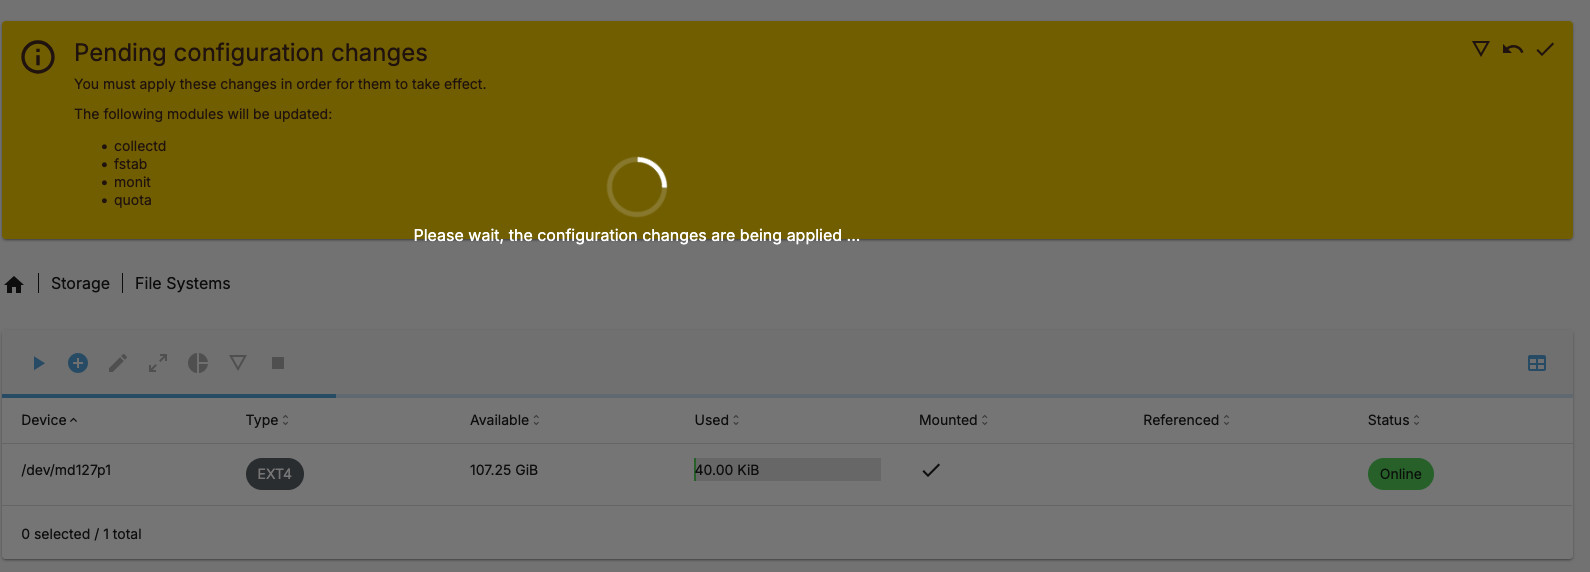 Pending configuration changes
You must apply these changes in order for them to take effect.
The following modules will be updated:
• collectd
• fstab
• monit
• quota
Please wait, the configuration changes are being applied ...
Storage | File Systems
Device Type Available Used Mounted Referenced Status
/dev/md127p1 EXT4 107.25 GiB 40.00 KiB Online
0 selected / 1 total